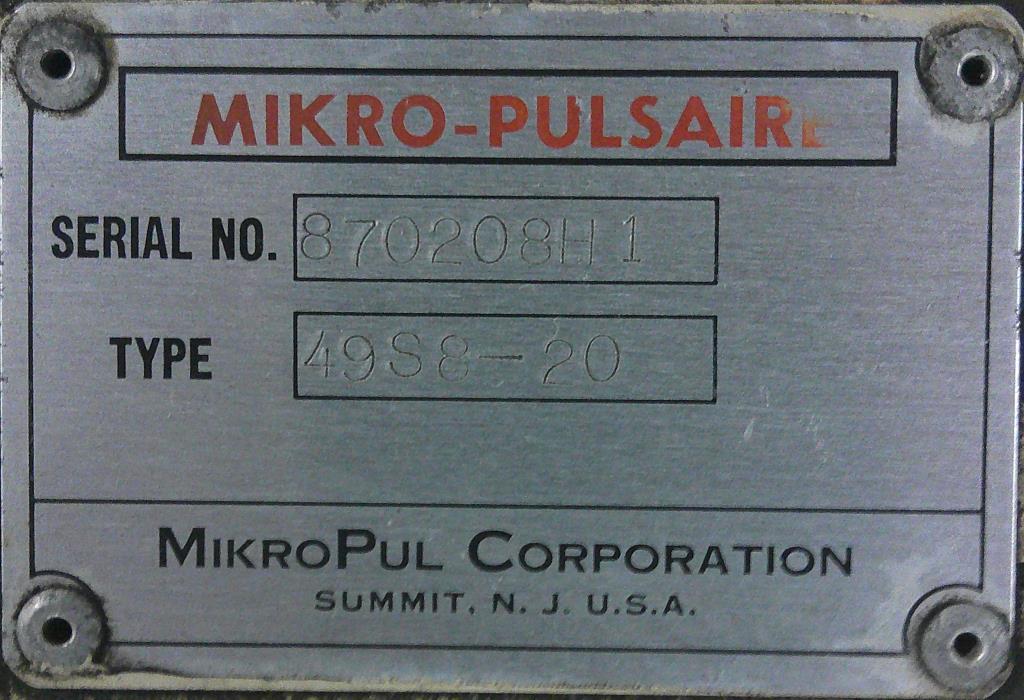 MIKRO-PULSAIRE
SERIAL NO. 870208H1
TYPE 49S8-20
MIKROPUL CORPORATION
SUMMIT, N. J. U.S.A.